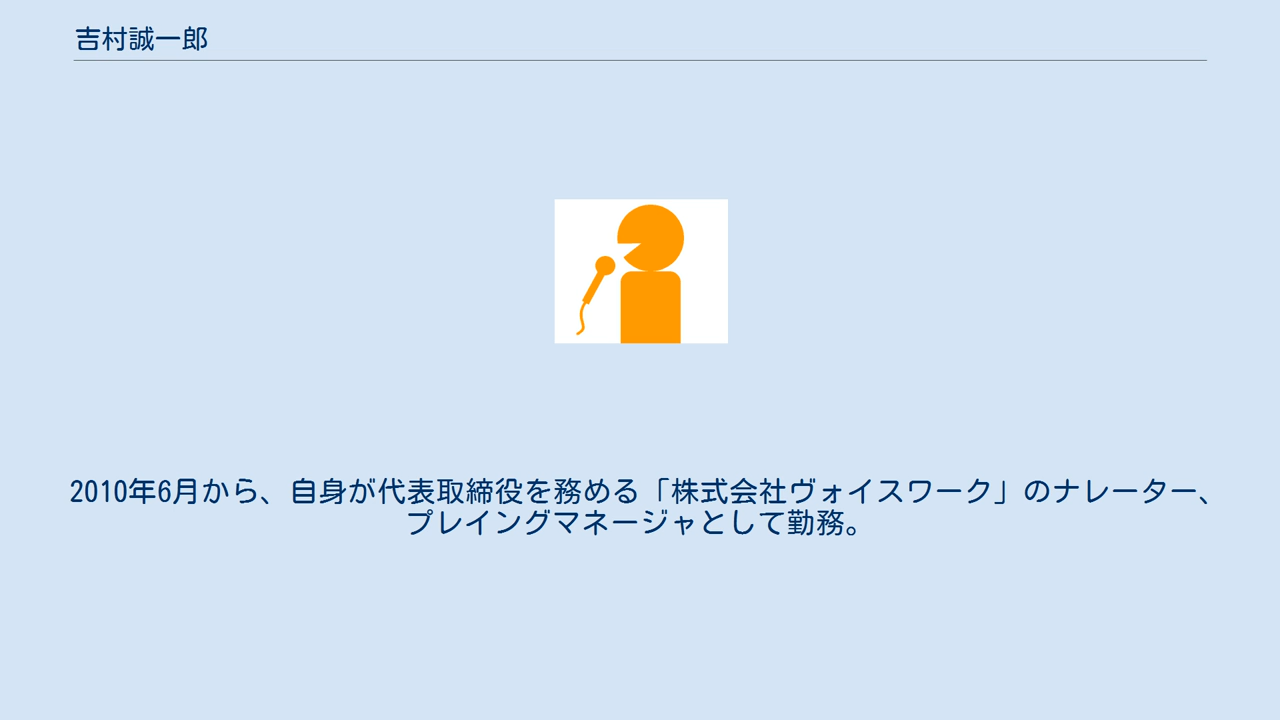 吉村誠一郎
2010年6月から、自身が代表取締役を務める「株式会社ヴォイスワーク」のナレーター、
プレイングマネージャとして勤務。